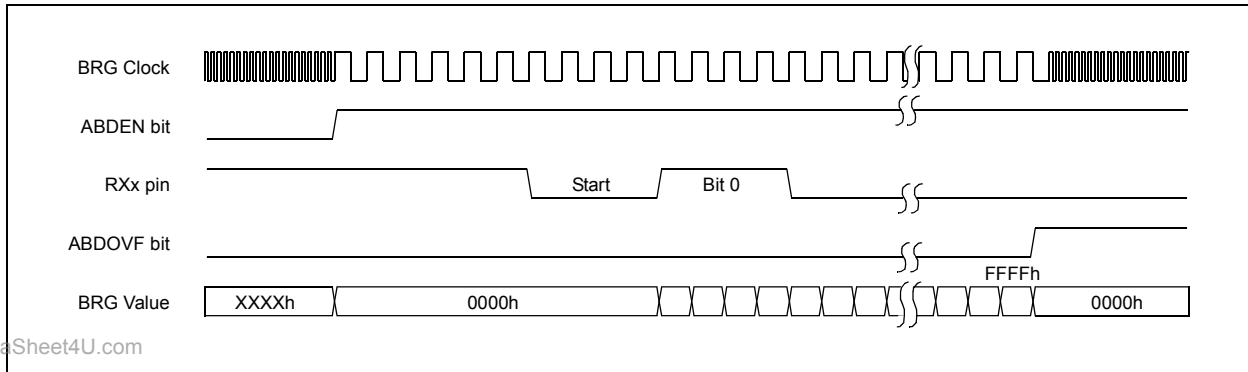 BRG Clock
ABDEN bit
RXx pin
Start
Bit 0
ABDOVF bit
FFFFh
BRG Value
XXXXh
0000h
0000h
aSheet4U.com